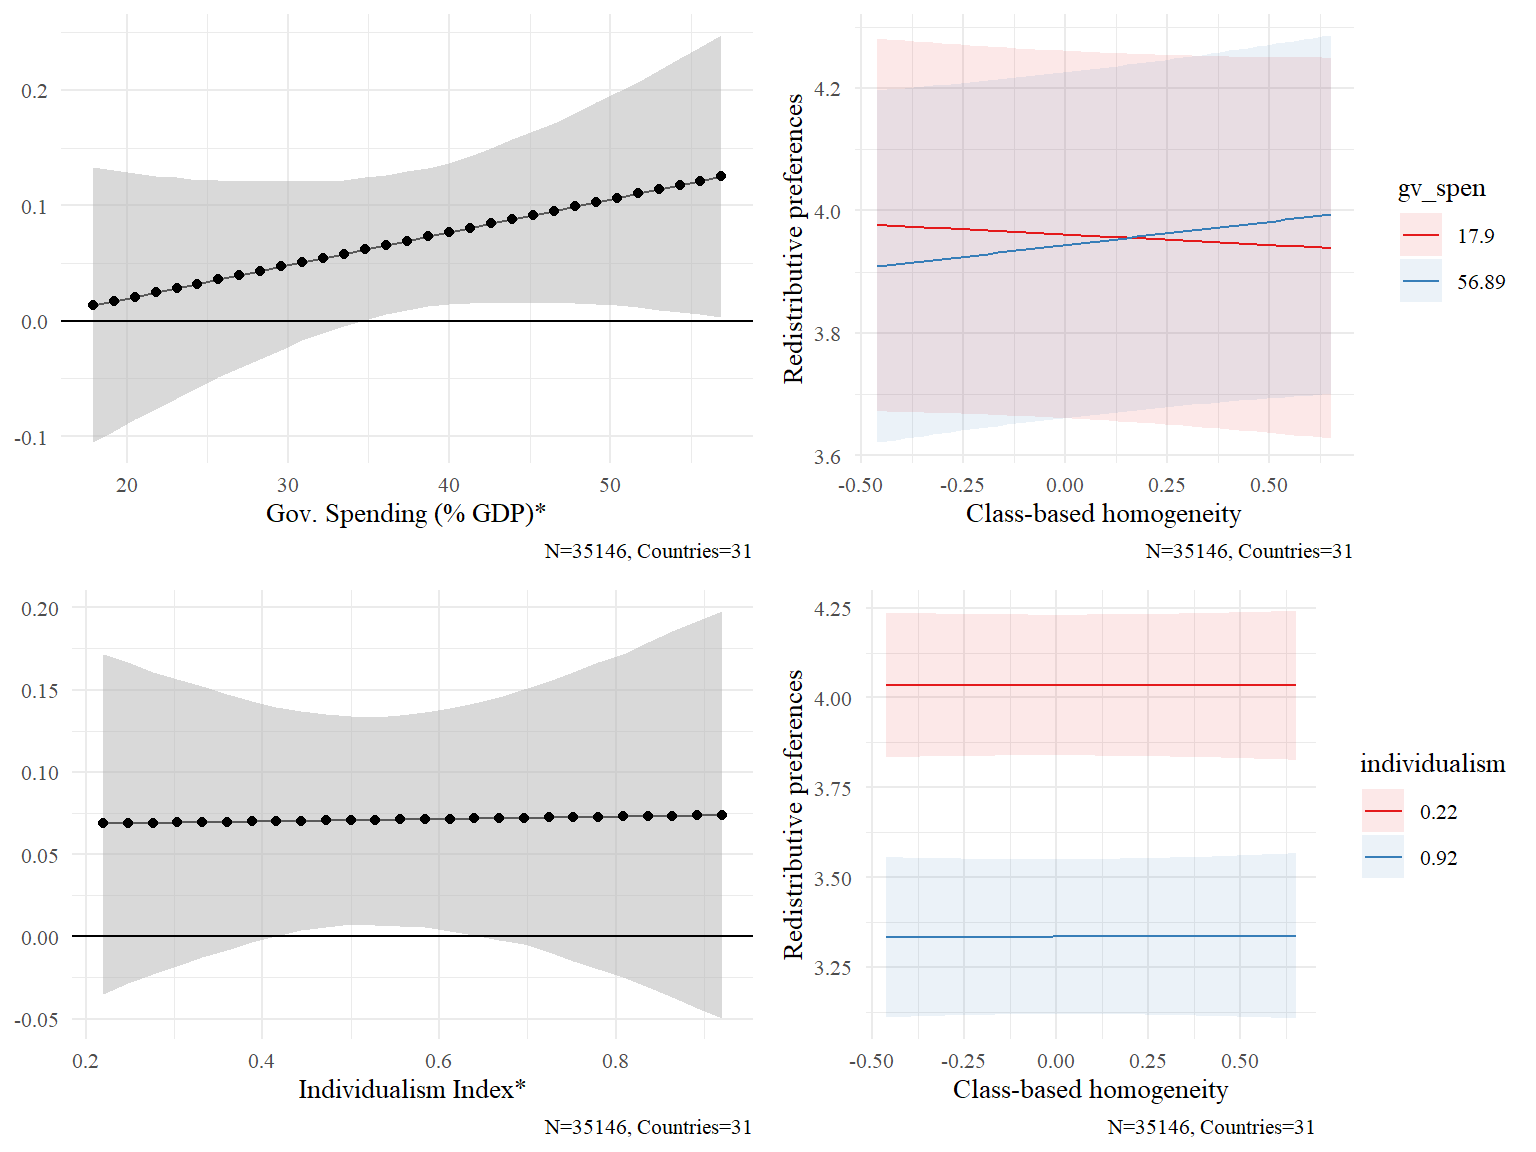 0.2
0.1
0.0
-0.1
20 30 40 50
Gov. Spending (% GDP)*
N=35146, Countries=31
Redistributive preferences
4.2
4.0
3.8
3.6
-0.50 -0.25 0.00 0.25 0.50
Class-based homogeneity
N=35146, Countries=31
gv_spen
17.9
56.89
0.20
0.15
0.10
0.05
0.00
-0.05
0.2 0.4 0.6 0.8
Individualism Index*
N=35146, Countries=31
Redistributive preferences
4.25
4.00
3.75
3.50
3.25
-0.50 -0.25 0.00 0.25 0.50
Class-based homogeneity
N=35146, Countries=31
individualism
0.22
0.92